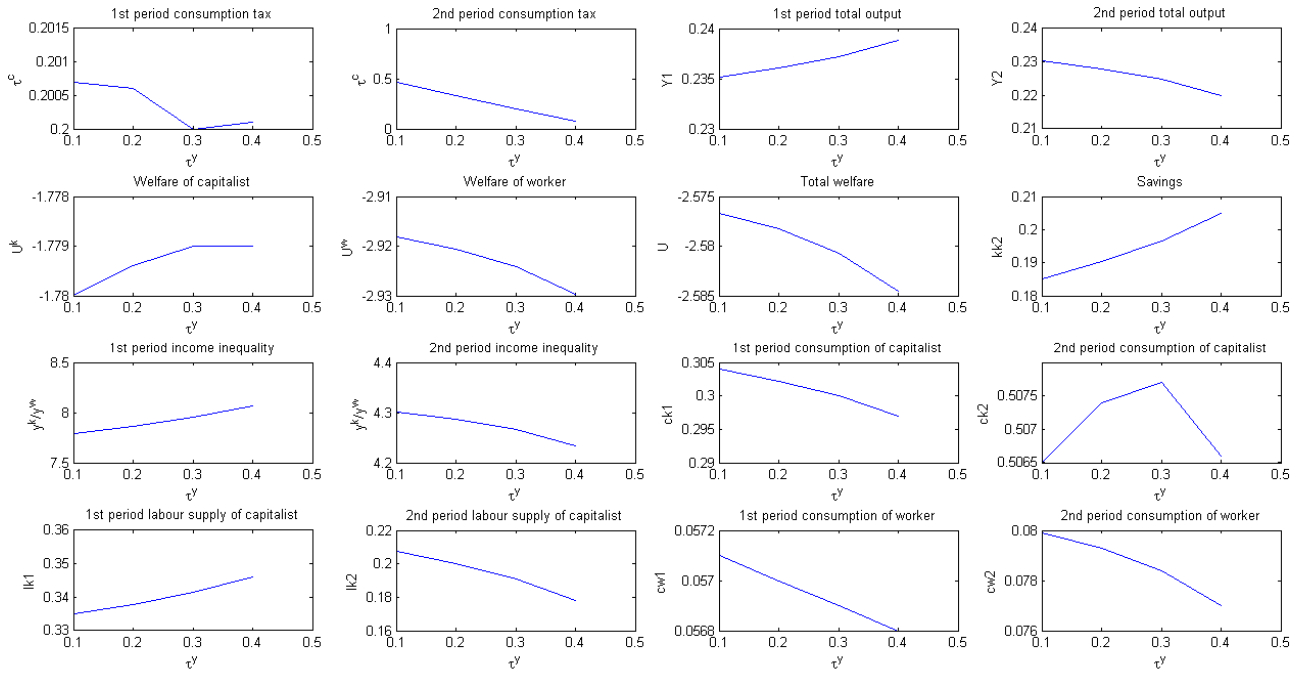 1st period consumption tax
0.2015
0.201
0.2005
0.2
τᶜ
0.1 0.2 0.3 0.4 0.5
τʸ
2nd period consumption tax
1
0.5
0
τᶜ
0.1 0.2 0.3 0.4 0.5
τʸ
1st period total output
0.24
0.235
0.23
Y1
0.1 0.2 0.3 0.4 0.5
τʸ
2nd period total output
0.24
0.23
0.22
0.21
Y2
0.1 0.2 0.3 0.4 0.5
τʸ
Welfare of capitalist
-1.778
-1.779
-1.78
Uᵏ
0.1 0.2 0.3 0.4 0.5
τʸ
Welfare of worker
-2.91
-2.92
-2.93
Uʷ
0.1 0.2 0.3 0.4 0.5
τʸ
Total welfare
-2.575
-2.58
-2.585
U
0.1 0.2 0.3 0.4 0.5
τʸ
Savings
0.21
0.2
0.19
0.18
kk2
0.1 0.2 0.3 0.4 0.5
τʸ
1st period income inequality
8.5
8
7.5
yᵏ/yʷ
0.1 0.2 0.3 0.4 0.5
τʸ
2nd period income inequality
4.4
4.3
4.2
yᵏ/yʷ
0.1 0.2 0.3 0.4 0.5
τʸ
1st period consumption of capitalist
0.305
0.3
0.295
0.29
ck1
0.1 0.2 0.3 0.4 0.5
τʸ
2nd period consumption of capitalist
0.5075
0.507
0.5065
ck2
0.1 0.2 0.3 0.4 0.5
τʸ
1st period labour supply of capitalist
0.36
0.35
0.34
0.33
lk1
0.1 0.2 0.3 0.4 0.5
τʸ
2nd period labour supply of capitalist
0.22
0.2
0.18
0.16
lk2
0.1 0.2 0.3 0.4 0.5
τʸ
1st period consumption of worker
0.0572
0.057
0.0568
cw1
0.1 0.2 0.3 0.4 0.5
τʸ
2nd period consumption of worker
0.08
0.078
0.076
cw2
0.1 0.2 0.3 0.4 0.5
τʸ